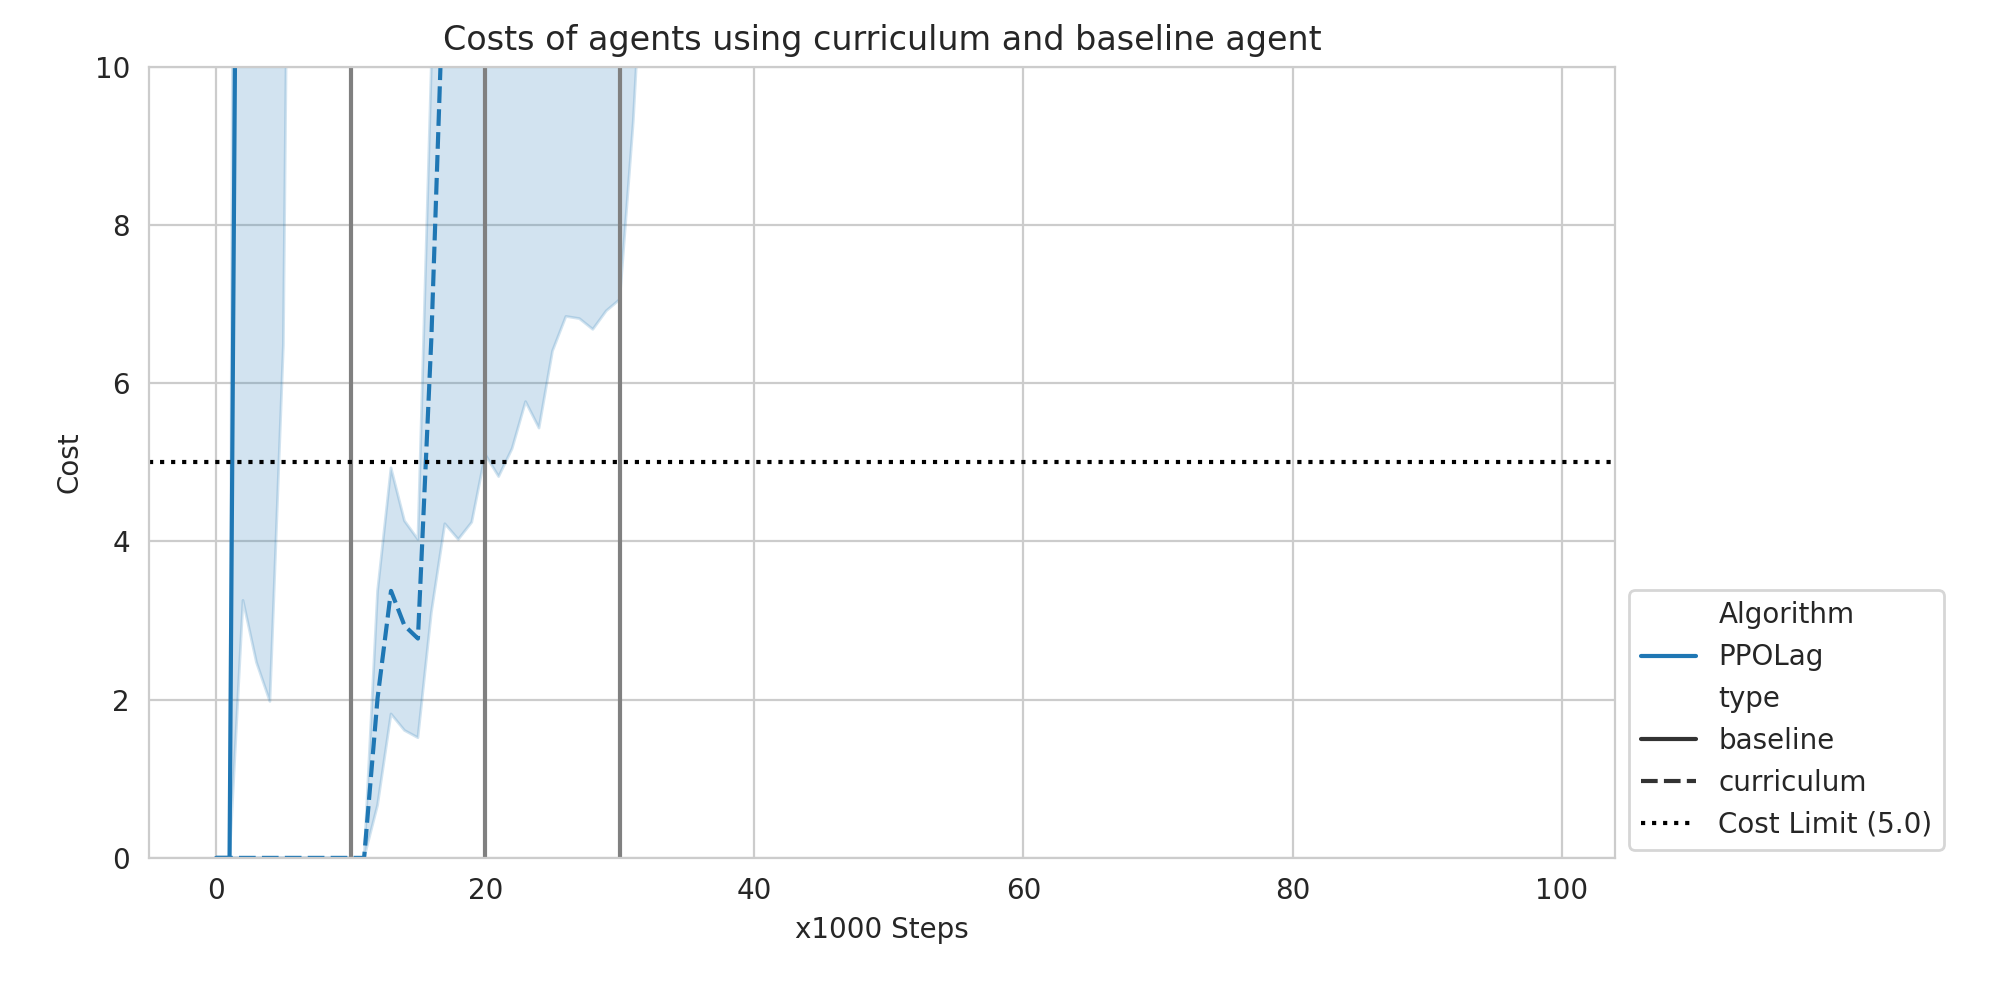 Costs of agents using curriculum and baseline agent
10
8
6
4
2
0
Cost
0 20 40 60 80 100
x1000 Steps
Algorithm
PPOLag
type
baseline
curriculum
Cost Limit (5.0)